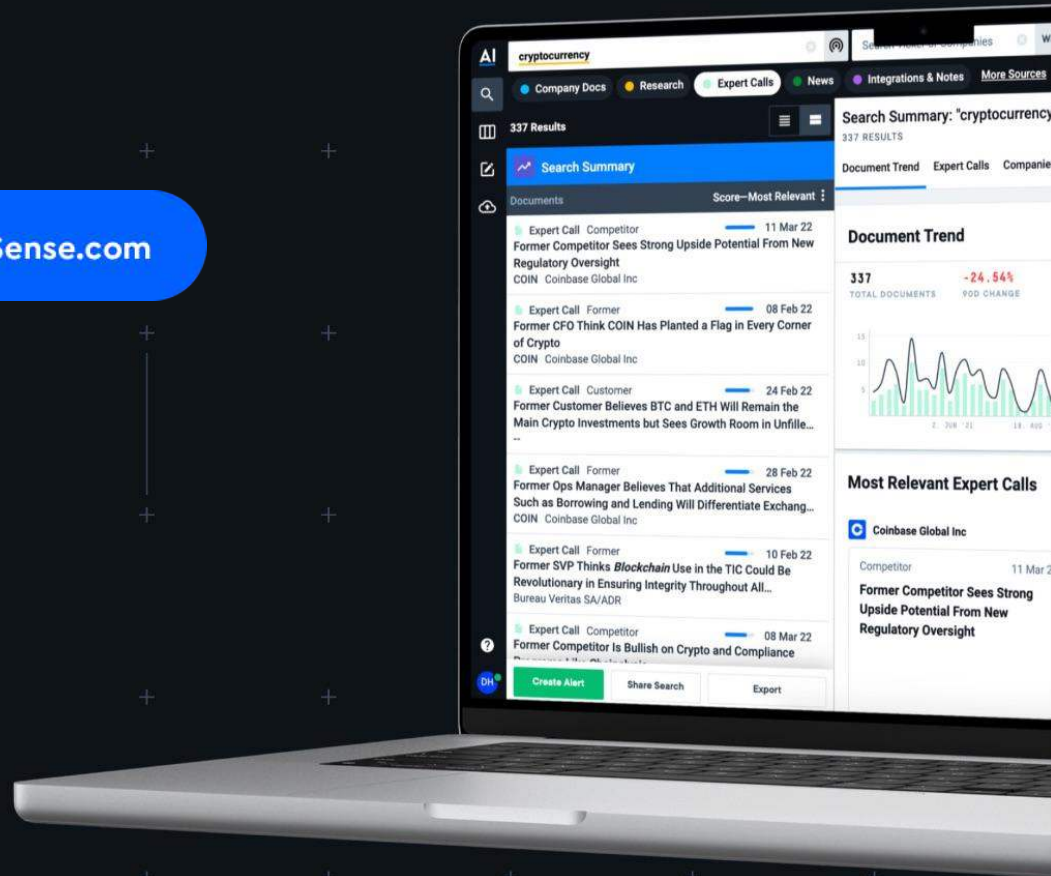 Sense.com
AI
cryptocurrency
Company Docs
Research
Expert Calls
News
Integrations & Notes
More Sources
337 Results
Search Summary
Documents
Score—Most Relevant
Expert Call Competitor
11 Mar 22
Former Competitor Sees Strong Upside Potential From New
Regulatory Oversight
COIN Coinbase Global Inc
Expert Call Former
08 Feb 22
Former CFO Think COIN Has Planted a Flag in Every Corner
of Crypto
COIN Coinbase Global Inc
Expert Call Customer
24 Feb 22
Former Customer Believes BTC and ETH Will Remain the
Main Crypto Investments but Sees Growth Room in Unfille...
--
Expert Call Former
28 Feb 22
Former Ops Manager Believes That Additional Services
Such as Borrowing and Lending Will Differentiate Exchang...
COIN Coinbase Global Inc
Expert Call Former
10 Feb 22
Former SVP Thinks Blockchain Use in the TIC Could Be
Revolutionary in Ensuring Integrity Throughout All...
Bureau Veritas SA/ADR
Expert Call Competitor
08 Mar 22
Former Competitor Is Bullish on Crypto and Compliance
?
DH
Create Alert
Share Search
Export
Search Summary: "cryptocurrency
337 RESULTS
Document Trend
Expert Calls
Companie
Document Trend
337
-24.54%
TOTAL DOCUMENTS
90D CHANGE
15
10
5
Most Relevant Expert Calls
Coinbase Global Inc
Competitor
11 Mar 2
Former Competitor Sees Strong
Upside Potential From New
Regulatory Oversight